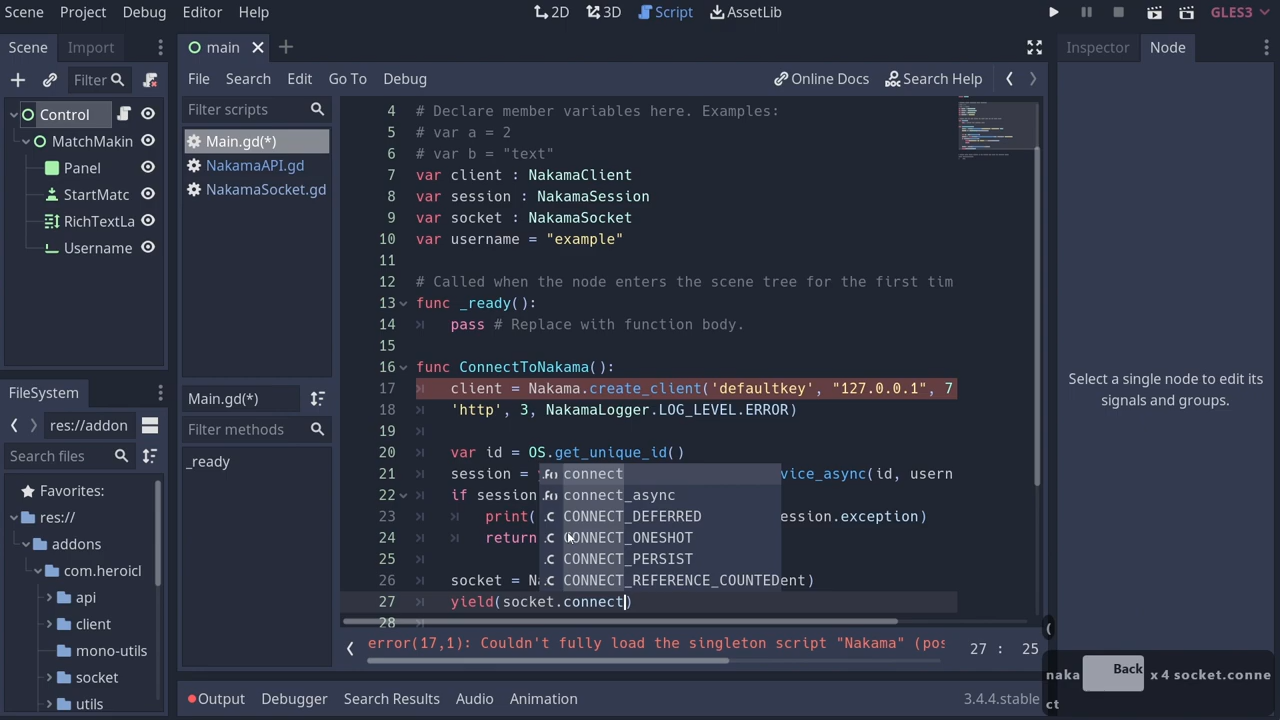 Scene Project Debug Editor Help 2D 3D Script AssetLib GLES3
Scene Import main Inspector Node
Filter File Search Edit Go To Debug Online Docs Search Help
Control Filter scripts
MatchMakin Main.gd(*)
Panel NakamaAPI.gd
StartMatc NakamaSocket.gd
RichTextLa
Username
4 # Declare member variables here. Examples:
5 # var a = 2
6 # var b = "text"
7 var client : NakamaClient
8 var session : NakamaSession
9 var socket : NakamaSocket
10 var username = "example"
11
12 # Called when the node enters the scene tree for the first tim
13 func _ready():
14 pass # Replace with function body.
15
16 func ConnectToNakama():
17 client = Nakama.create_client('defaultkey', "127.0.0.1", 7
18 'http', 3, NakamaLogger.LOG_LEVEL.ERROR)
19
20 var id = OS.get_unique_id()
21 session = vice_async(id, usern
22 if session
23 print( ession.exception)
24 return
25
26 socket = Na ent)
27 yield(socket.connect)
28
connect
connect_async
CONNECT_DEFERRED
CONNECT_ONESHOT
CONNECT_PERSIST
CONNECT_REFERENCE_COUNTED
error(17,1): Couldn't fully load the singleton script "Nakama" (pos 27 : 25
Main.gd(*)
Filter methods
_ready
FileSystem
res://addon
Search files
Favorites:
res://
addons
com.heroicl
api
client
mono-utils
socket
utils
Select a single node to edit its
signals and groups.
Output Debugger Search Results Audio Animation 3.4.4.stable
naka Back x 4 socket.conne
ct